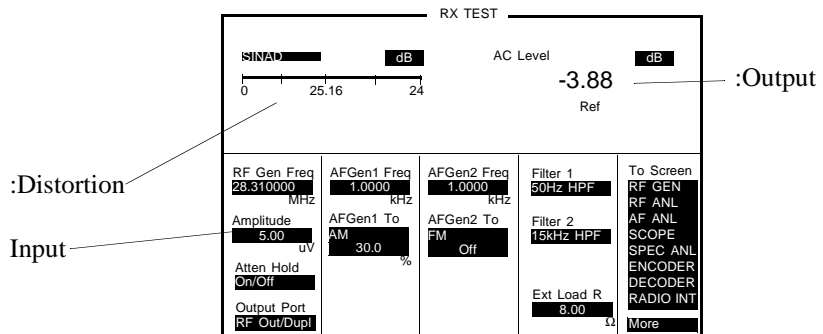 RX TEST
SINAD
dB
AC Level
dB
0
25.16
24
-3.88
Ref
:Output
:Distortion
Input
RF Gen Freq
28.310000
MHz
Amplitude
5.00
uV
Atten Hold
On/Off
Output Port
RF Out/Dupl
AFGen1 Freq
1.0000
kHz
AFGen1 To
AM
30.0
%
AFGen2 Freq
1.0000
kHz
AFGen2 To
FM
Off
Filter 1
50Hz HPF
Filter 2
15kHz HPF
Ext Load R
8.00
Ω
To Screen
RF GEN
RF ANL
AF ANL
SCOPE
SPEC ANL
ENCODER
DECODER
RADIO INT
More